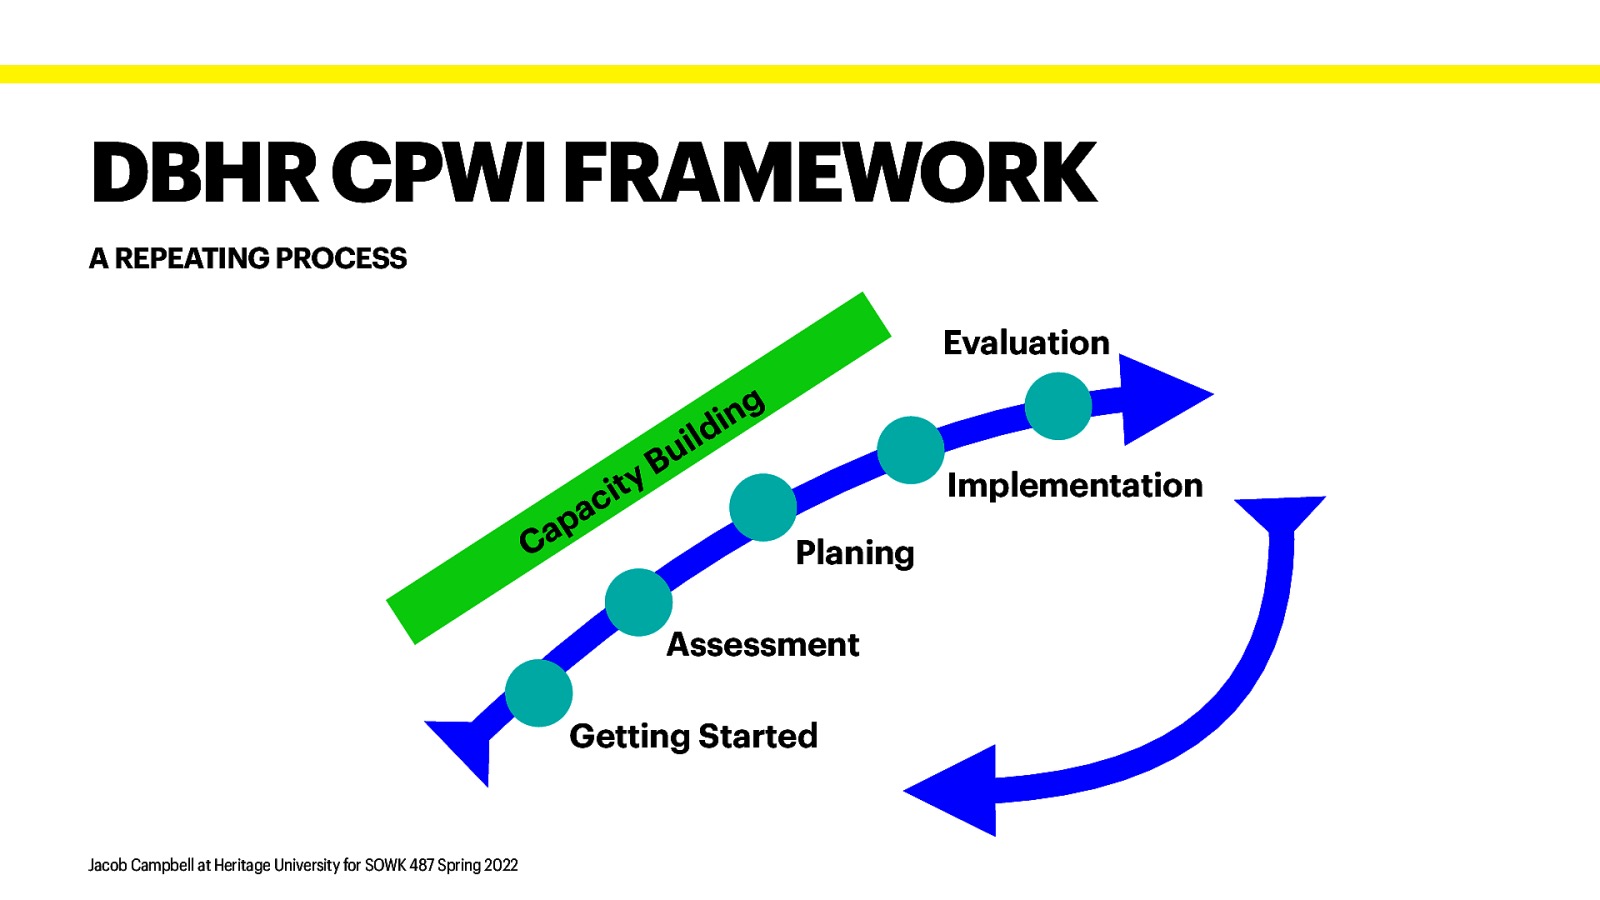 DBHR CPWI FRAMEWORK
A REPEATING PROCESS
Capacity Building
Evaluation
Implementation
Planing
Assessment
Getting Started
Jacob Campbell at Heritage University for SOWK 487 Spring 2022